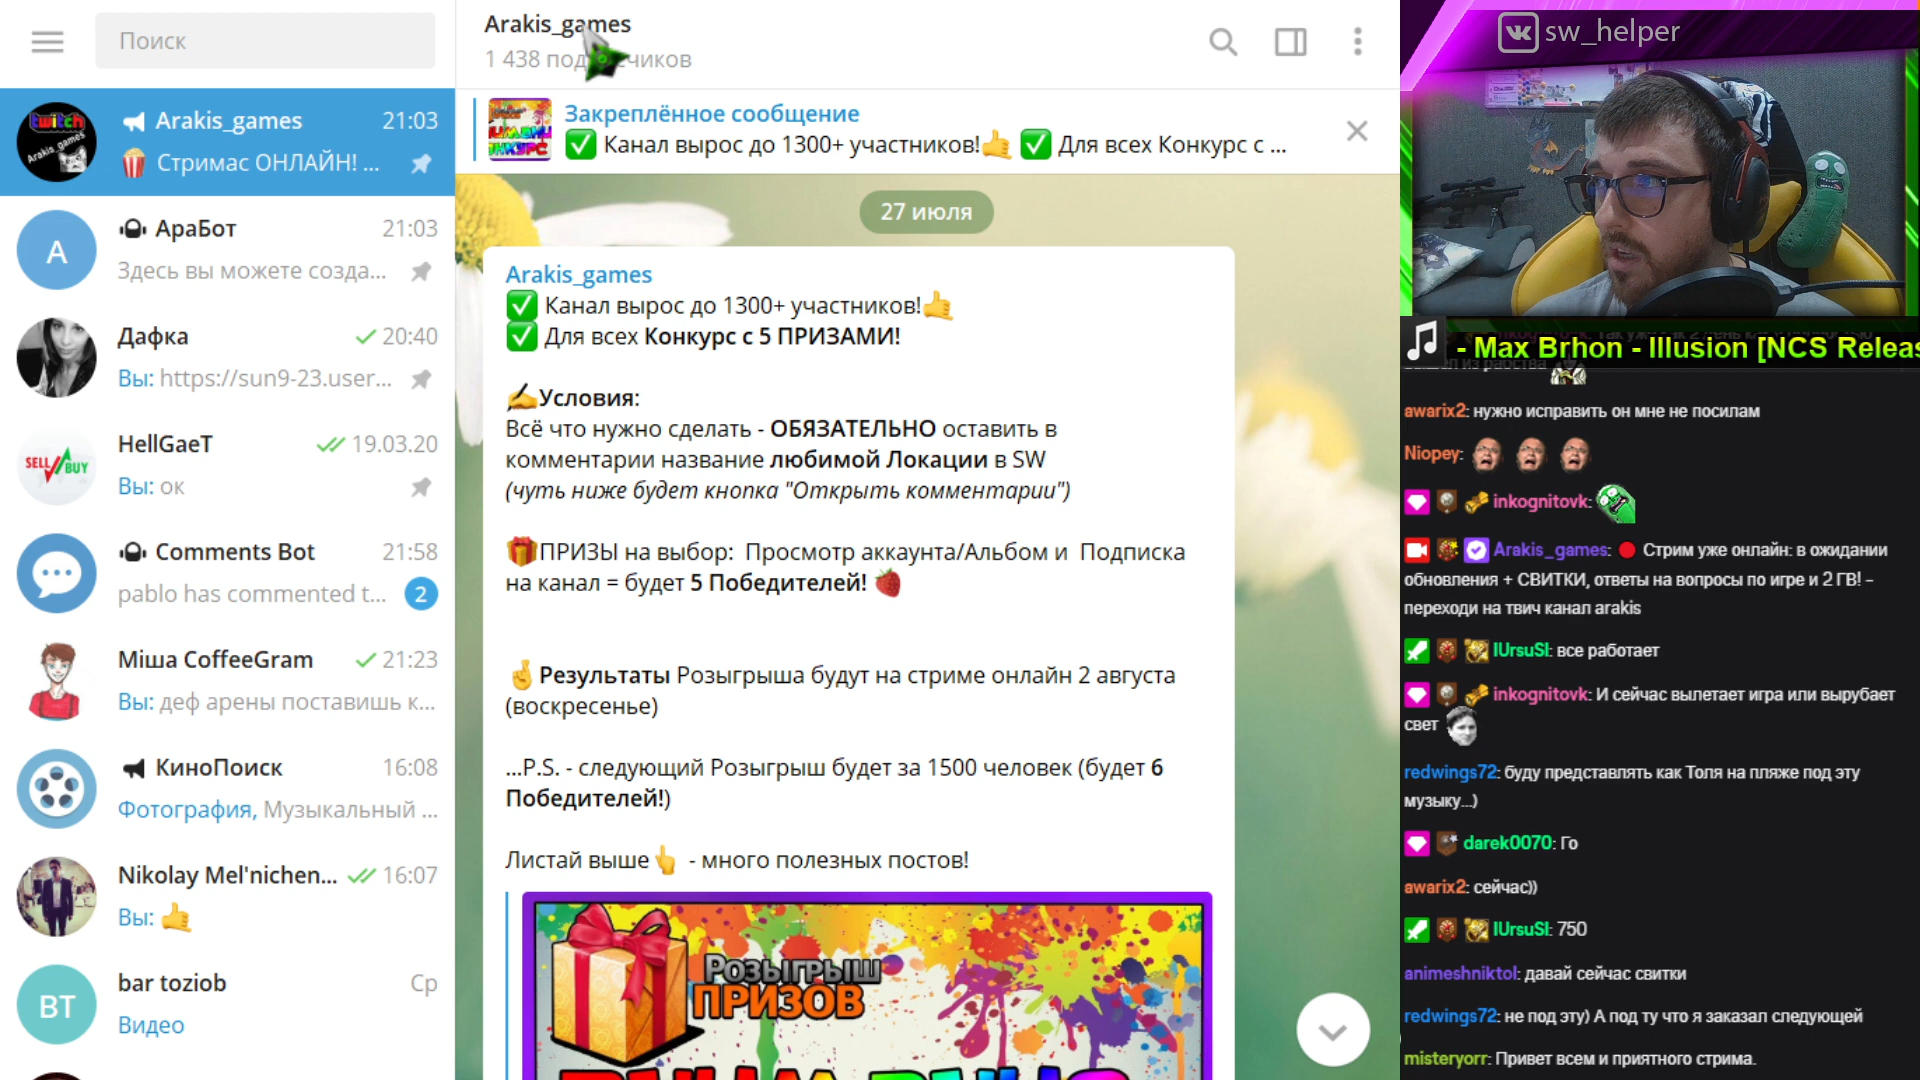 Поиск
Arakis_games 21:03
Стримас ОНЛАЙН! ...
АраБот 21:03
Здесь вы можете созда...
Дафка 20:40
Вы: https://sun9-23.user...
HellGaeT 19.03.20
Вы: ок
SELL BUY
Comments Bot 21:58
pablo has commented t... 2
Міша CoffeeGram 21:23
Вы: деф арены поставишь к...
КиноПоиск 16:08
Фотография, Музыкальный ...
Nikolay Mel'nichen... 16:07
Вы:
bar toziob Ср
Видео
BT
A
twitch
Arakis_games
Arakis_games
1 438
Закреплённое сообщение
Канал вырос до 1300+ участников! Для всех Конкурс с ...
27 июля
Arakis_games
Канал вырос до 1300+ участников!
Для всех Конкурс с 5 ПРИЗАМИ!
Условия:
Всё что нужно сделать - ОБЯЗАТЕЛЬНО оставить в
комментарии название любимой Локации в SW
(чуть ниже будет кнопка "Открыть комментарии")
ПРИЗЫ на выбор: Просмотр аккаунта/Альбом и Подписка
на канал = будет 5 Победителей!
Результаты Розыгрыша будут на стриме онлайн 2 августа
(воскресенье)
...P.S. - следующий Розыгрыш будет за 1500 человек (будет 6
Победителей!)
Листай выше - много полезных постов!
РОЗЫГРЫШ
ПРИЗОВ
sw_helper
- Max Brhon - Illusion [NCS Releas
awarix2: нужно исправить он мне не посилам
Niopey:
inkognitovk:
Arakis_games: Стрим уже онлайн: в ожидании
обновления + СВИТКИ, ответы на вопросы по игре и 2 ГВ! -
переходи на твич канал arakis
IUrsuSI: все работает
inkognitovk: И сейчас вылетает игра или вырубает
свет
redwings72: буду представлять как Толя на пляже под эту
музыку...)
darek0070: Го
awarix2: сейчас))
IUrsuSI: 750
animeshniktol: давай сейчас свитки
redwings72: не под эту) А под ту что я заказал следующей
misteryorr: Привет всем и приятного стрима.